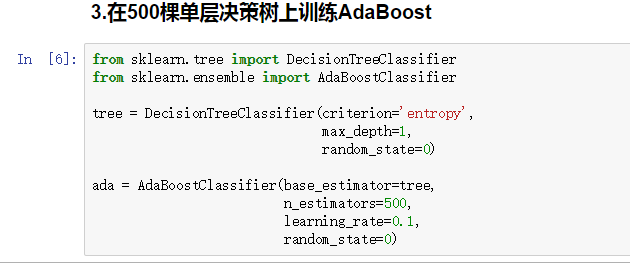 3.在500棵单层决策树上训练AdaBoost
In [6]:
from sklearn.tree import DecisionTreeClassifier
from sklearn.ensemble import AdaBoostClassifier
tree = DecisionTreeClassifier(criterion='entropy',
max_depth=1,
random_state=0)
ada = AdaBoostClassifier(base_estimator=tree,
n_estimators=500,
learning_rate=0.1,
random_state=0)